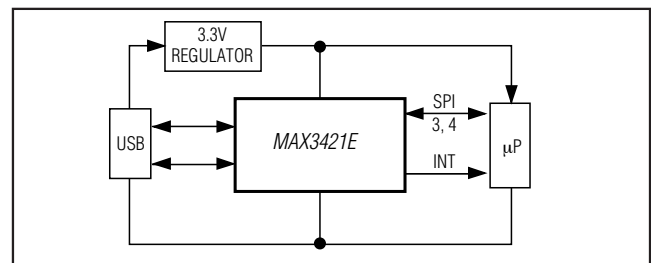 3.3V
REGULATOR
USB
MAX3421E
SPI
3, 4
INT
μP